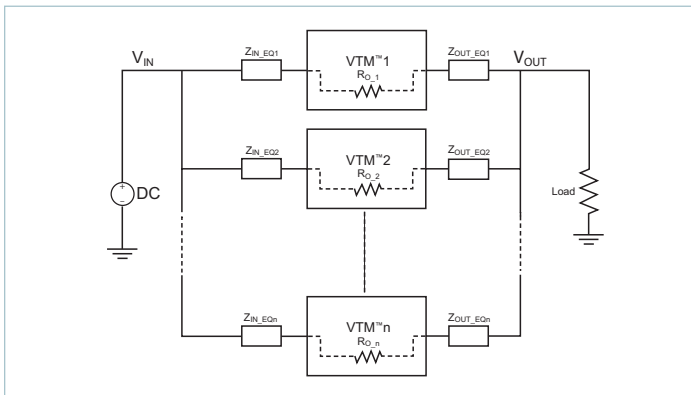 V_IN
Z_IN_EQ1
VTM™1
R_O_1
Z_OUT_EQ1
V_OUT
Z_IN_EQ2
VTM™2
R_O_2
Z_OUT_EQ2
+
−
DC
Load
Z_IN_EQn
VTM™n
R_O_n
Z_OUT_EQn